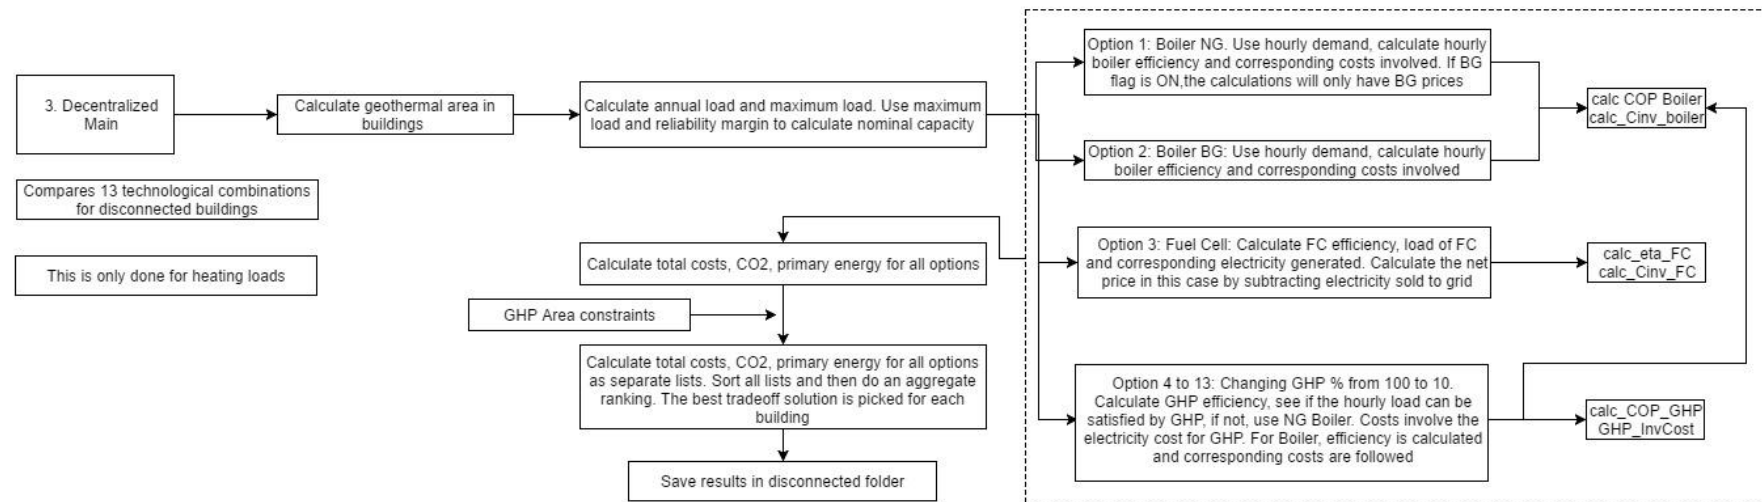 3. Decentralized
Main
Calculate geothermal area in
buildings
Calculate annual load and maximum load. Use maximum
load and reliability margin to calculate nominal capacity
Option 1: Boiler NG. Use hourly demand, calculate hourly
boiler efficiency and corresponding costs involved. If BG
flag is ON,the calculations will only have BG prices
calc COP Boiler
calc_Cinv_boiler
Option 2: Boiler BG: Use hourly demand, calculate hourly
boiler efficiency and corresponding costs involved
Compares 13 technological combinations
for disconnected buildings
This is only done for heating loads
Calculate total costs, CO2, primary energy for all options
Option 3: Fuel Cell: Calculate FC efficiency, load of FC
and corresponding electricity generated. Calculate the net
price in this case by subtracting electricity sold to grid
calc_eta_FC
calc_Cinv_FC
GHP Area constraints
Calculate total costs, CO2, primary energy for all options
as separate lists. Sort all lists and then do an aggregate
ranking. The best tradeoff solution is picked for each
building
Option 4 to 13: Changing GHP % from 100 to 10.
Calculate GHP efficiency, see if the hourly load can be
satisfied by GHP, if not, use NG Boiler. Costs involve the
electricity cost for GHP. For Boiler, efficiency is calculated
and corresponding costs are followed
calc_COP_GHP
GHP_InvCost
Save results in disconnected folder